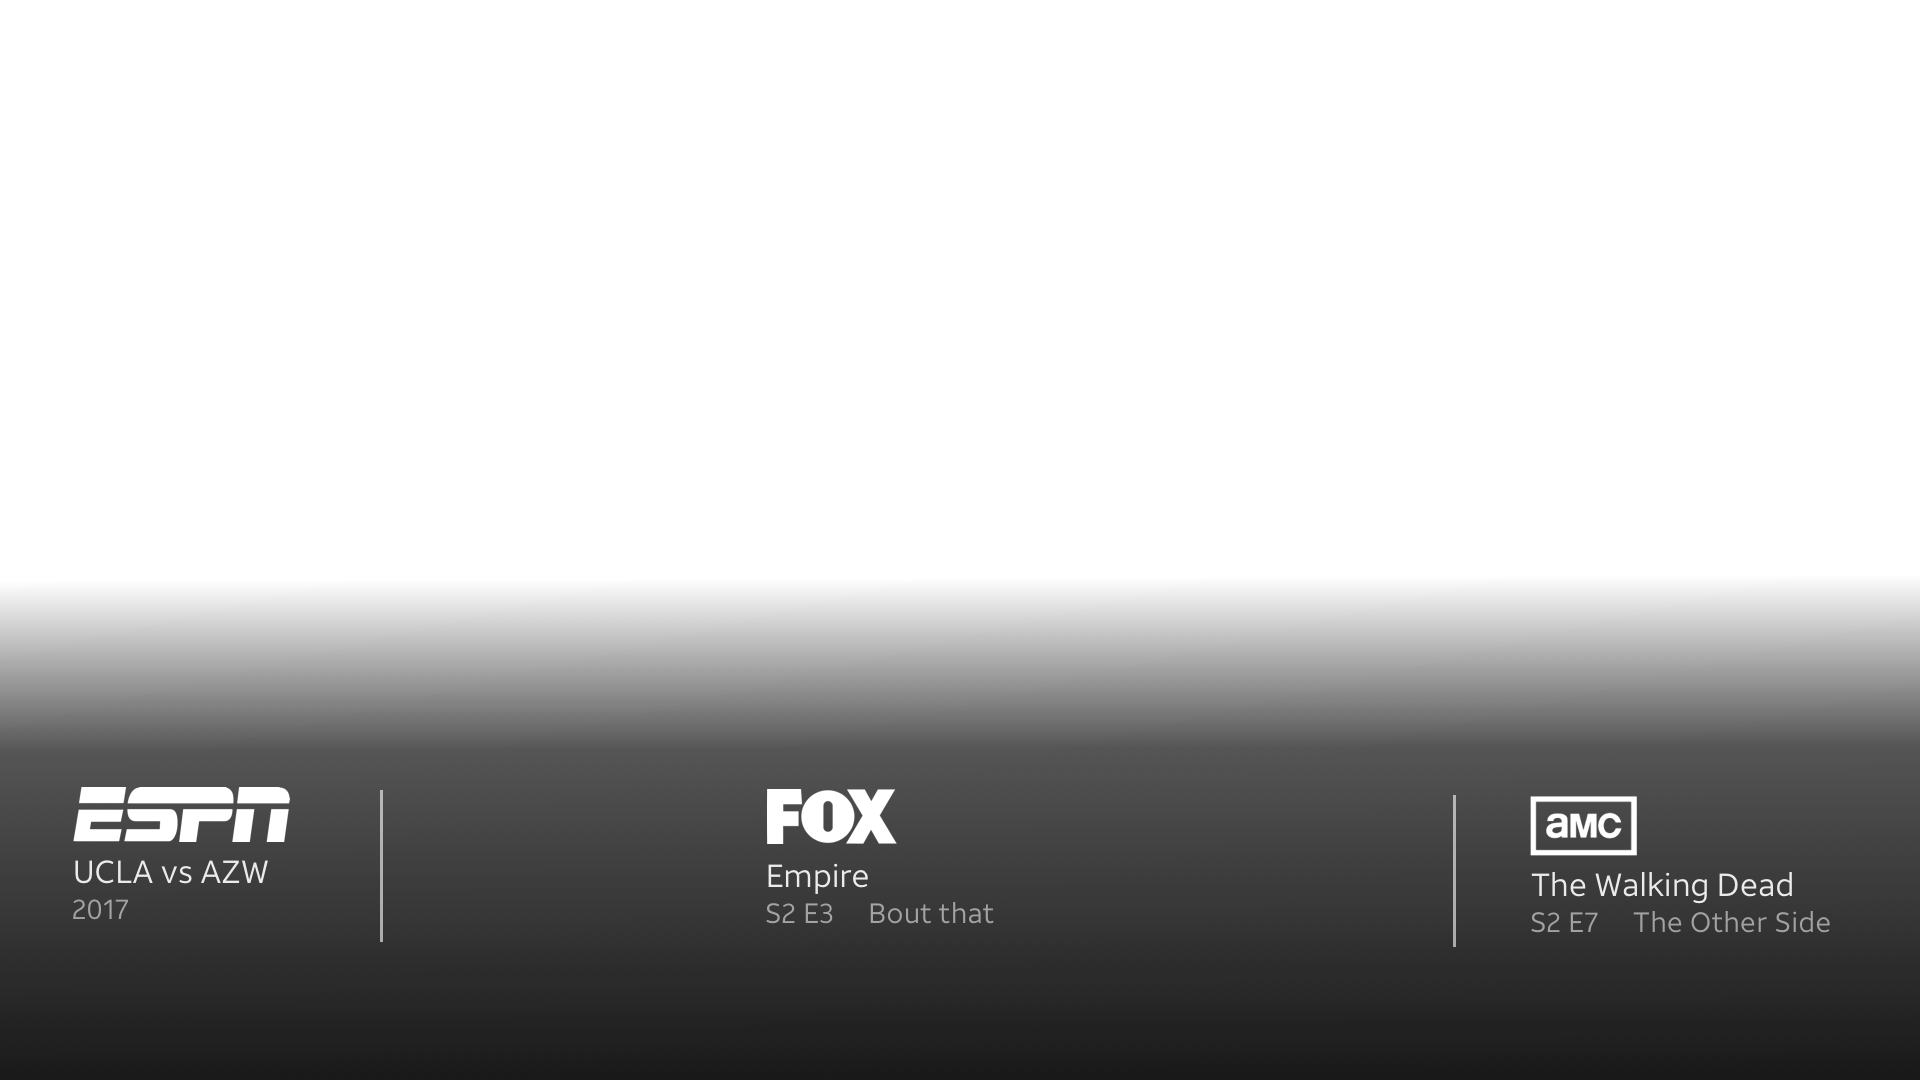 ESPN
UCLA vs AZW
2017
FOX
Empire
S2 E3 Bout that
aMC
The Walking Dead
S2 E7 The Other Side